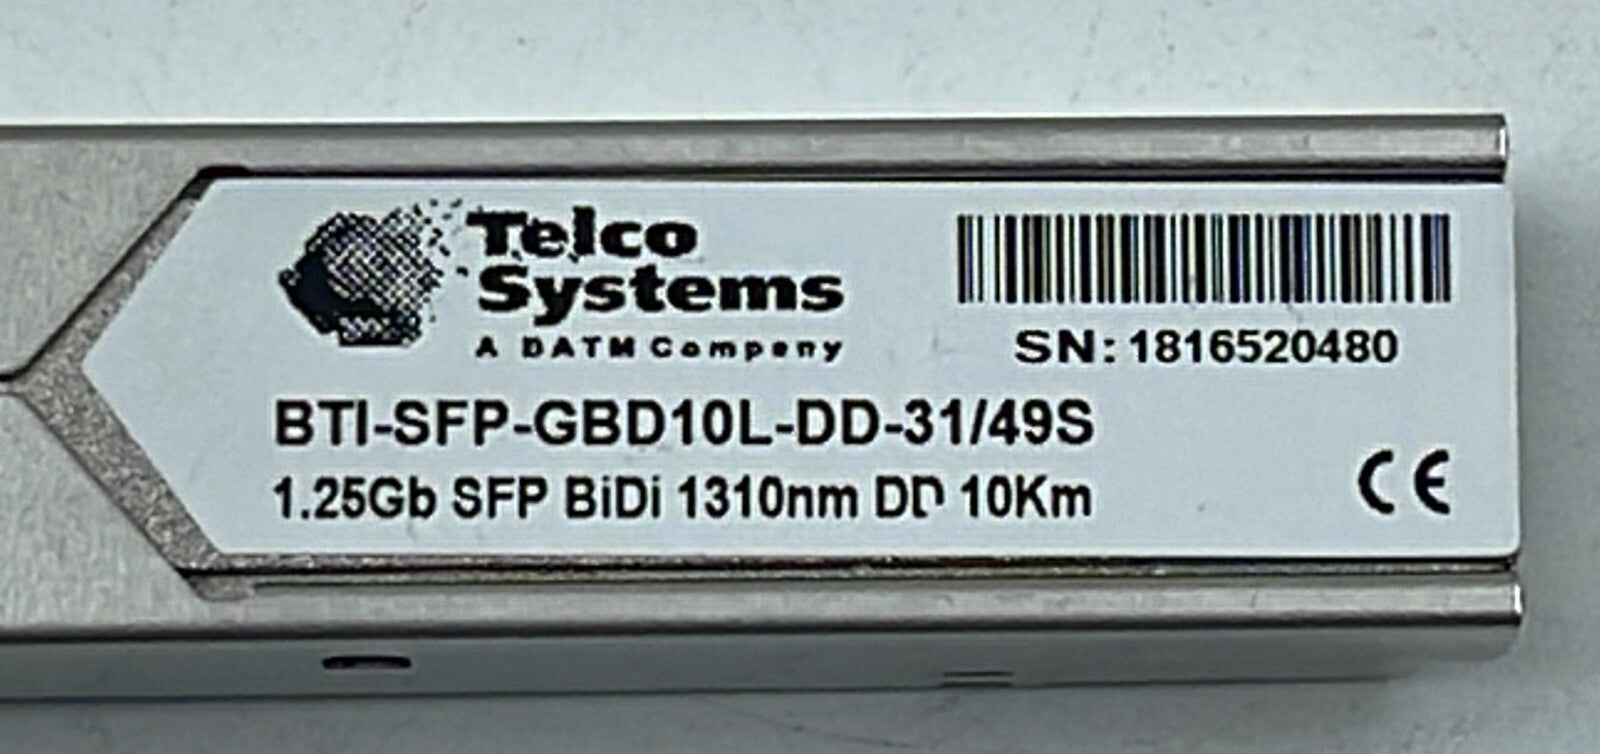 Telco
Systems
A BATM Company
SN: 1816520480
BTI-SFP-GBD10L-DD-31/49S
1.25Gb SFP BiDi 1310nm DD 10Km
CE